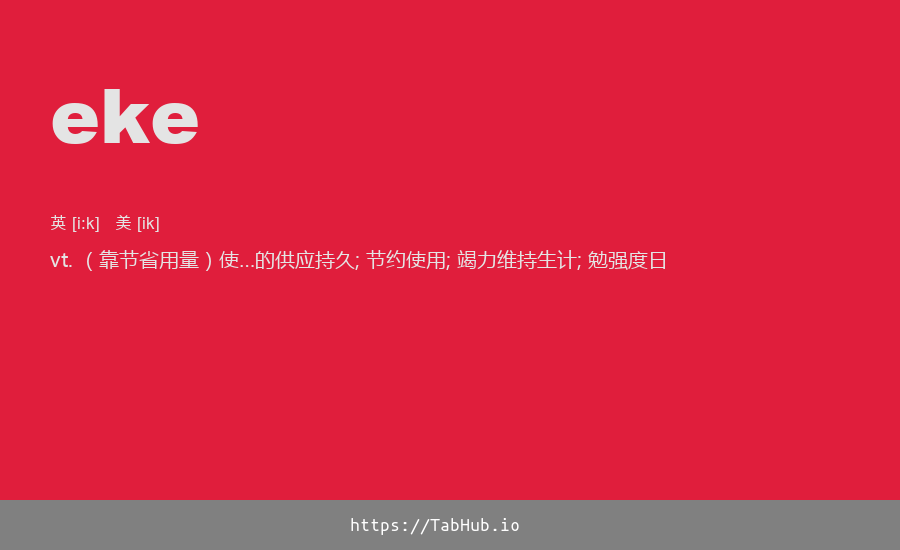 eke
英 [i:k] 美 [ik]
vt. （靠节省用量）使...的供应持久; 节约使用; 竭力维持生计; 勉强度日
https://TabHub.io